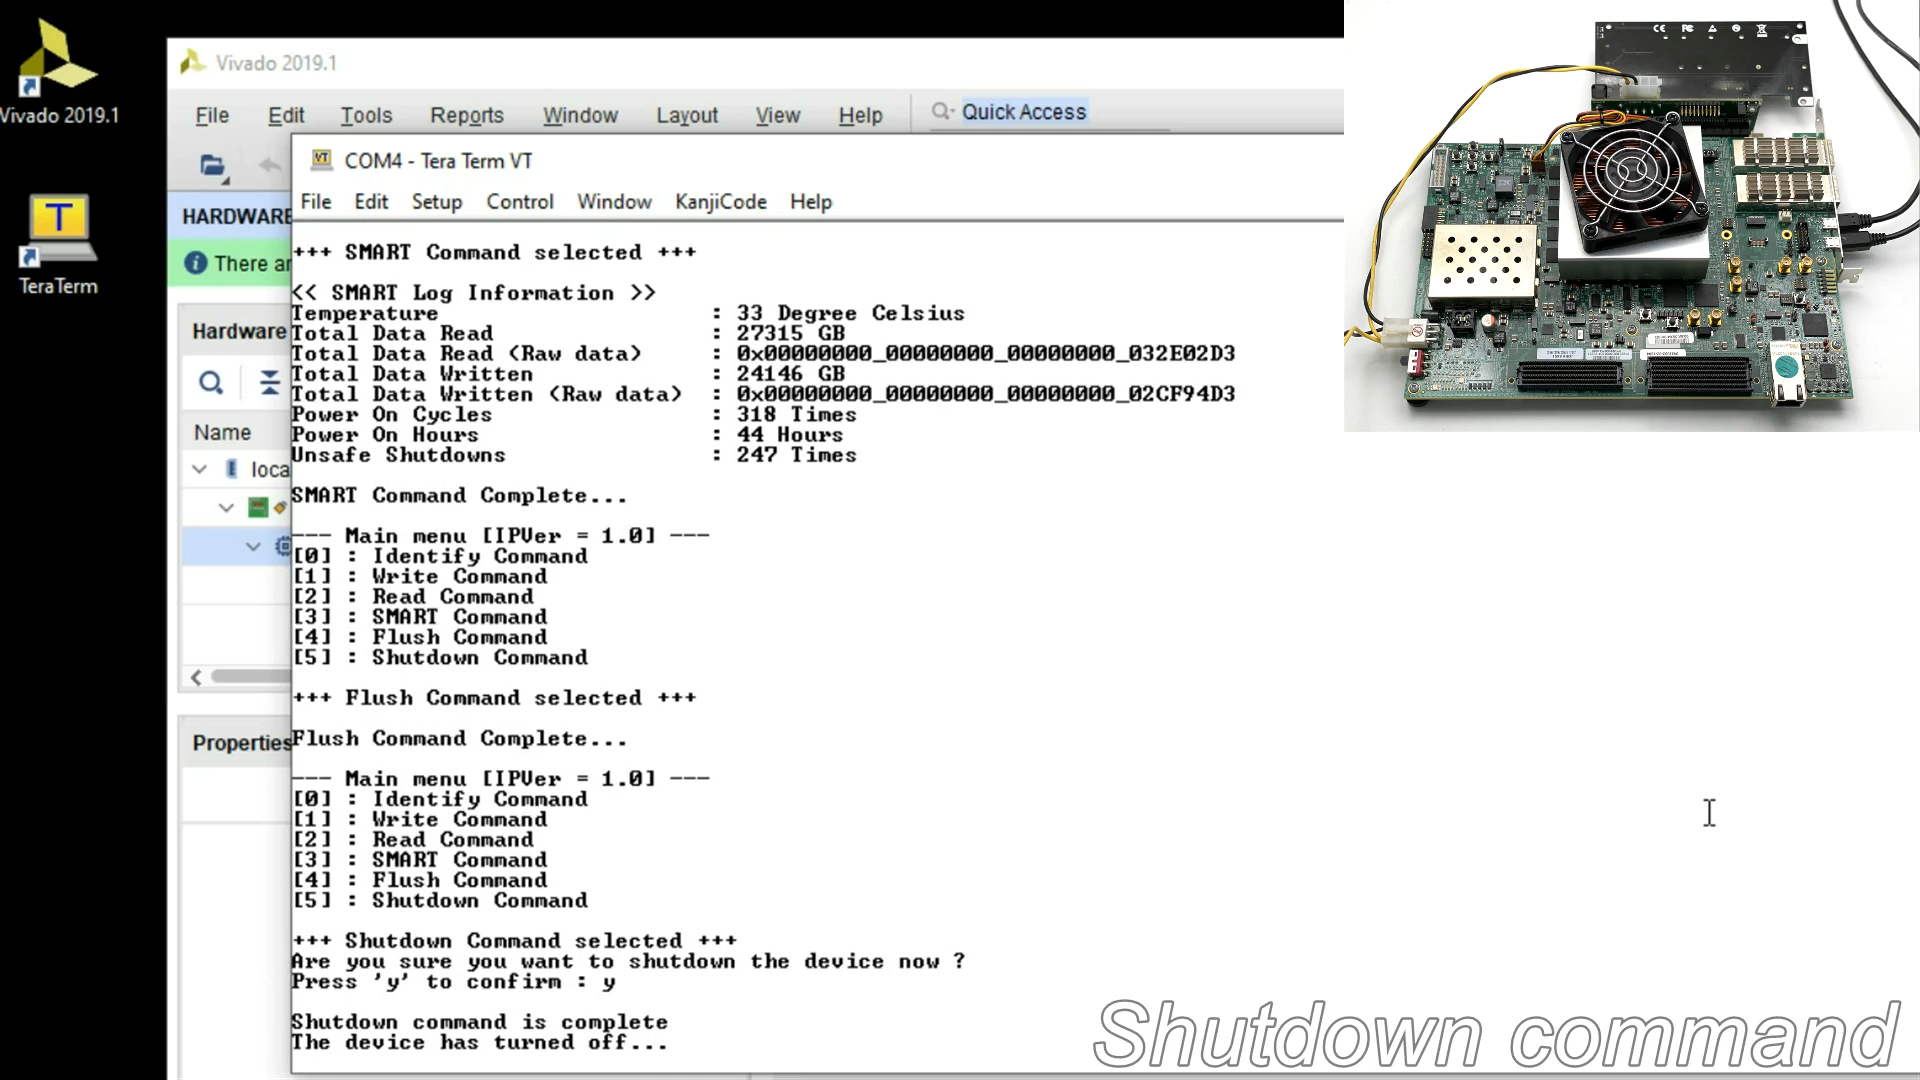 Vivado 2019.1
TeraTerm
Vivado 2019.1
File Edit Tools Reports Window Layout View Help Quick Access
HARDWARE
There ar
Hardware
Name
loca
Properties
COM4 - Tera Term VT
File Edit Setup Control Window KanjiCode Help
+++ SMART Command selected +++
<< SMART Log Information >>
Temperature : 33 Degree Celsius
Total Data Read : 27315 GB
Total Data Read (Raw data) : 0x00000000_00000000_00000000_032E02D3
Total Data Written : 24146 GB
Total Data Written (Raw data) : 0x00000000_00000000_00000000_02CF94D3
Power On Cycles : 318 Times
Power On Hours : 44 Hours
Unsafe Shutdowns : 247 Times
SMART Command Complete...
--- Main menu [IPVer = 1.0] ---
[0] : Identify Command
[1] : Write Command
[2] : Read Command
[3] : SMART Command
[4] : Flush Command
[5] : Shutdown Command
+++ Flush Command selected +++
Flush Command Complete...
--- Main menu [IPVer = 1.0] ---
[0] : Identify Command
[1] : Write Command
[2] : Read Command
[3] : SMART Command
[4] : Flush Command
[5] : Shutdown Command
+++ Shutdown Command selected +++
Are you sure you want to shutdown the device now ?
Press 'y' to confirm : y
Shutdown command is complete
The device has turned off...
Shutdown command